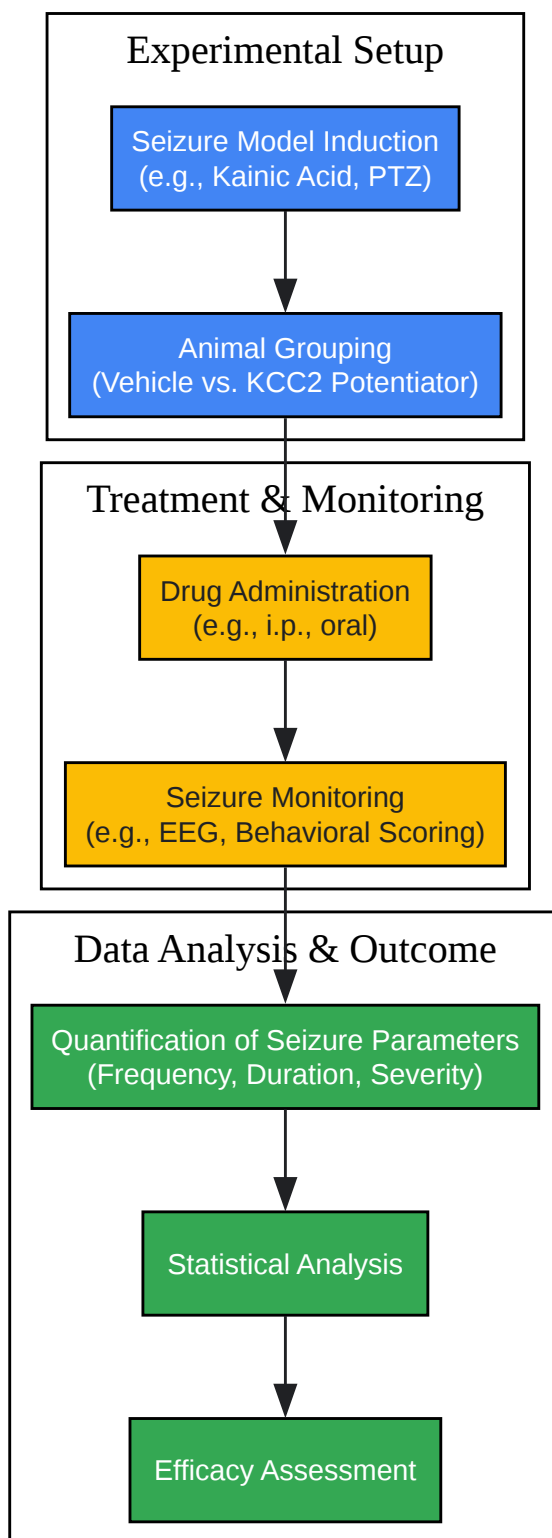 Experimental Setup
Seizure Model Induction
(e.g., Kainic Acid, PTZ)
Animal Grouping
(Vehicle vs. KCC2 Potentiator)
Treatment & Monitoring
Drug Administration
(e.g., i.p., oral)
Seizure Monitoring
(e.g., EEG, Behavioral Scoring)
Data Analysis & Outcome
Quantification of Seizure Parameters
(Frequency, Duration, Severity)
Statistical Analysis
Efficacy Assessment